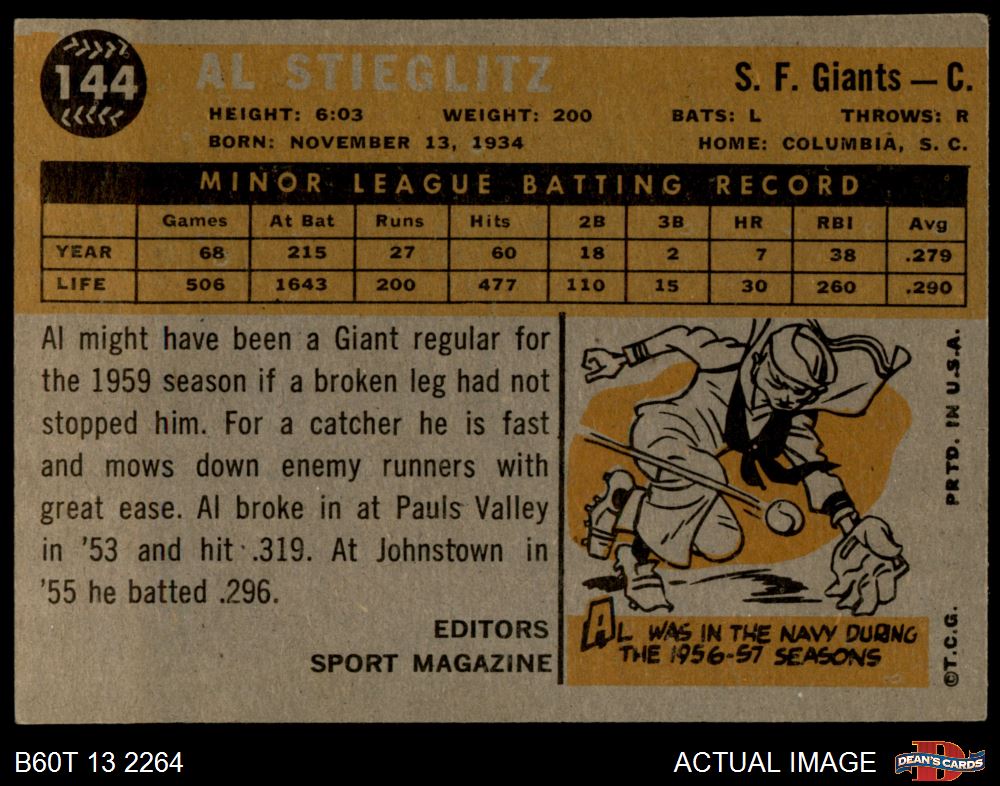 144
AL STIEGLITZ
S. F. Giants — C.
HEIGHT: 6:03 WEIGHT: 200 BATS: L THROWS: R
BORN: NOVEMBER 13, 1934 HOME: COLUMBIA, S. C.
MINOR LEAGUE BATTING RECORD
Games At Bat Runs Hits 2B 3B HR RBI Avg
YEAR 68 215 27 60 18 2 7 38 .279
LIFE 506 1643 200 477 110 15 30 260 .290
Al might have been a Giant regular for
the 1959 season if a broken leg had not
stopped him. For a catcher he is fast
and mows down enemy runners with
great ease. Al broke in at Pauls Valley
in '53 and hit .319. At Johnstown in
'55 he batted .296.
EDITORS
SPORT MAGAZINE
AL WAS IN THE NAVY DURING
THE 1956-57 SEASONS
©T.C.G. PRTD. IN U.S.A.
B60T 13 2264
ACTUAL IMAGE
DEAN'S CARDS